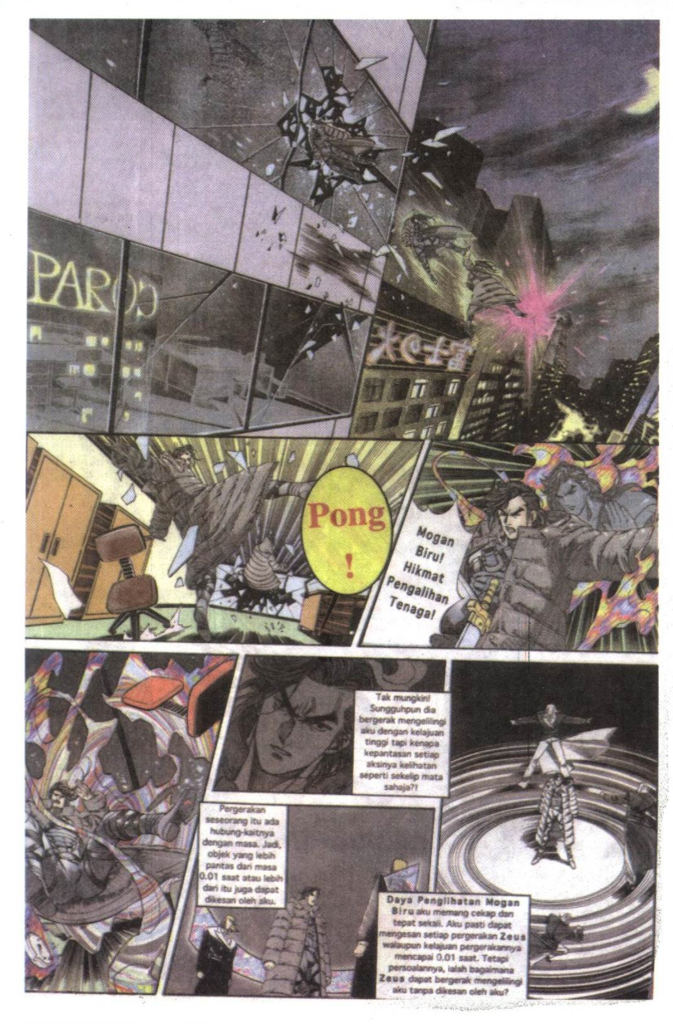 PARCO
Pong
!
Mogan
Biru!
Hikmat
Pengalihan
Tenaga!
Tak mungkin!
Sungguhpun dia
bergerak mengelilingi
aku dengan kelajuan
tinggi tapi kenapa
kepantasan setiap
aksinya kelihatan
seperti sekelip mata
sahaja?!
Pergerakan
seseorang itu ada
hubung-kaitnya
dengan masa. Jadi,
objek yang lebih
pantas dari masa
0.01 saat atau lebih
dari itu juga dapat
dikesan oleh aku.
Daya Penglihatan Mogan
Biru aku memang cekap dan
tepat sekali. Aku pasti dapat
mengesan setiap pergerakan Zeus
walaupun kelajuan pergerakannya
mencapai 0.01 saat. Tetapi
persoalannya, ialah bagaimana
Zeus dapat bergerak mengelilingi
aku tanpa dikesan oleh aku?